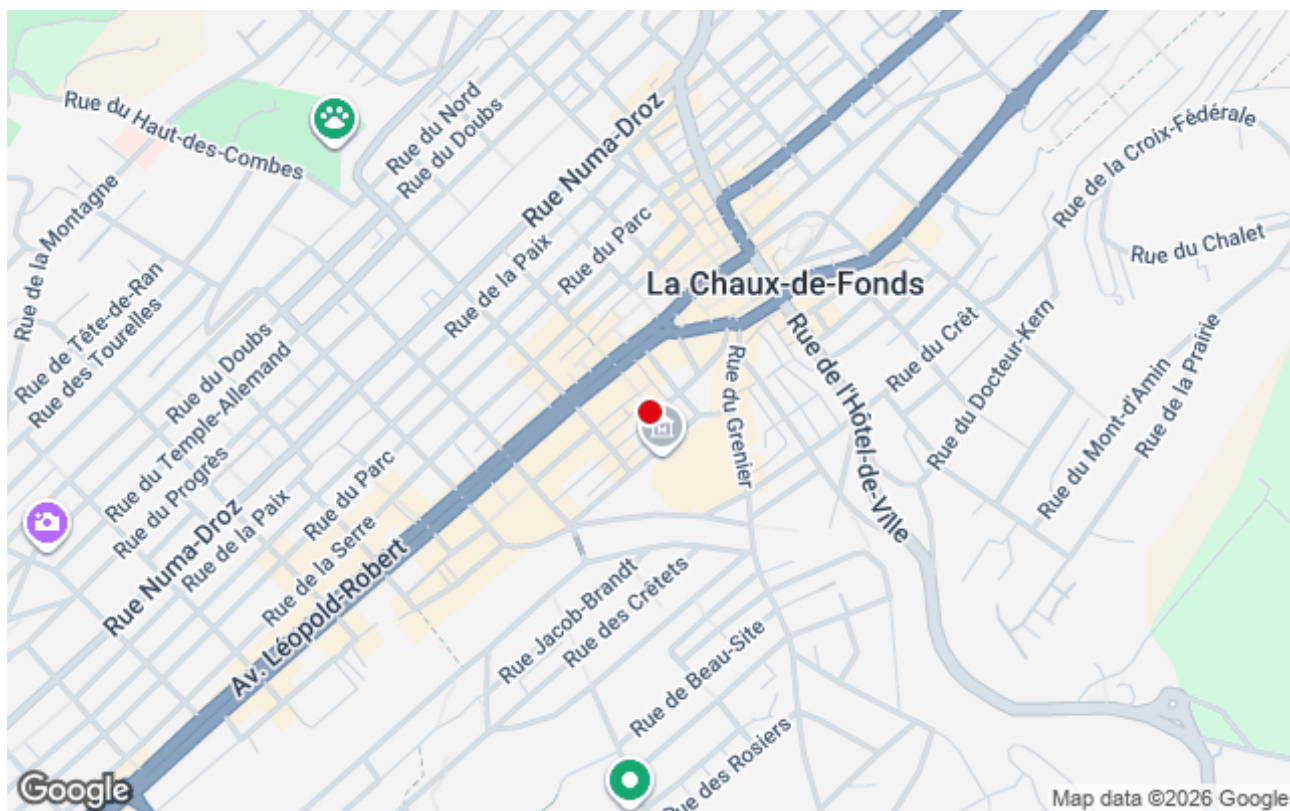 Rue du Haut-des-Combes
Rue du Nord
Rue du Doubs
Rue Numa-Droz
Rue de la Croix-Fédérale
Rue du Chalet
Rue de la Montagne
Rue de la Paix
Rue du Parc
La Chaux-de-Fonds
Rue de Tête-de-Ran
Rue des Tourelles
Rue du Doubs
Rue du Temple-Allemand
Rue du Progrès
Rue Numa-Droz
Rue de la Paix
Rue du Parc
Rue de la Serre
Av. Léopold-Robert
Rue du Grenier
Rue de l'Hôtel-de-Ville
Rue du Crêt
Rue du Docteur-Kern
Rue du Mont-d'Amin
Rue de la Prairie
Rue Jacob-Brandt
Rue des Crêtets
Rue de Beau-Site
Rue des Rosiers
Google
Map data ©2026 Google